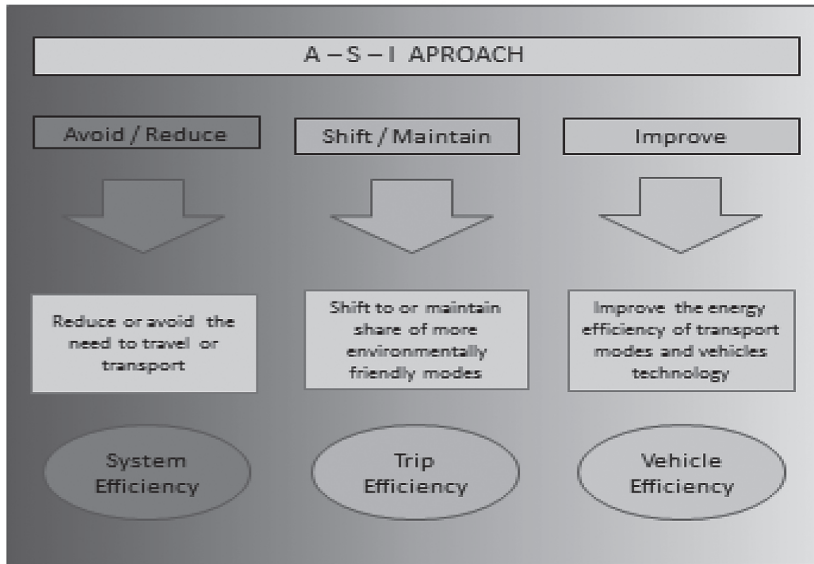 A – S – I APROACH
Avoid / Reduce
Shift / Maintain
Improve
Reduce or avoid the
need to travel or
transport
Shift to or maintain
share of more
environmentally
friendly modes
Improve the energy
efficiency of transport
modes and vehicles
technology
System
Efficiency
Trip
Efficiency
Vehicle
Efficiency